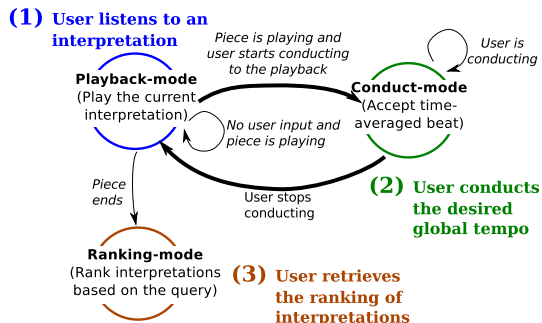 (1) User listens to an
interpretation
Piece is playing and
user starts conducting
to the playback
User is
conducting
Playback-mode
(Play the current
interpretation)
Conduct-mode
(Accept time-
averaged beat)
No user input and
piece is playing
Piece
ends
User stops
conducting
(2) User conducts
the desired
global tempo
Ranking-mode
(Rank interpretations
based on the query)
(3) User retrieves
the ranking of
interpretations